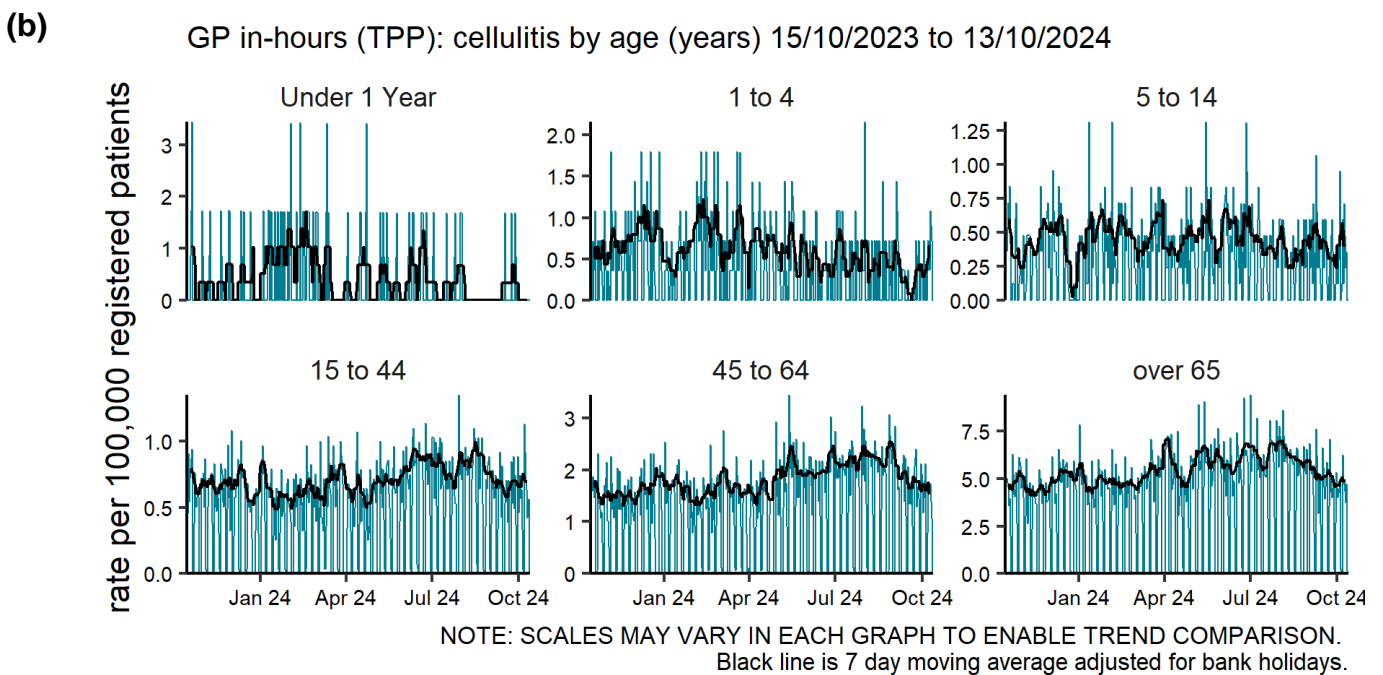 (b)
GP in-hours (TPP): cellulitis by age (years) 15/10/2023 to 13/10/2024
rate per 100,000 registered patients
Under 1 Year
3
2
1
0
1 to 4
2.0
1.5
1.0
0.5
0.0
5 to 14
1.25
1.00
0.75
0.50
0.25
0.00
15 to 44
1.0
0.5
0.0
Jan 24 Apr 24 Jul 24 Oct 24
45 to 64
3
2
1
0
Jan 24 Apr 24 Jul 24 Oct 24
over 65
7.5
5.0
2.5
0.0
Jan 24 Apr 24 Jul 24 Oct 24
NOTE: SCALES MAY VARY IN EACH GRAPH TO ENABLE TREND COMPARISON.
Black line is 7 day moving average adjusted for bank holidays.